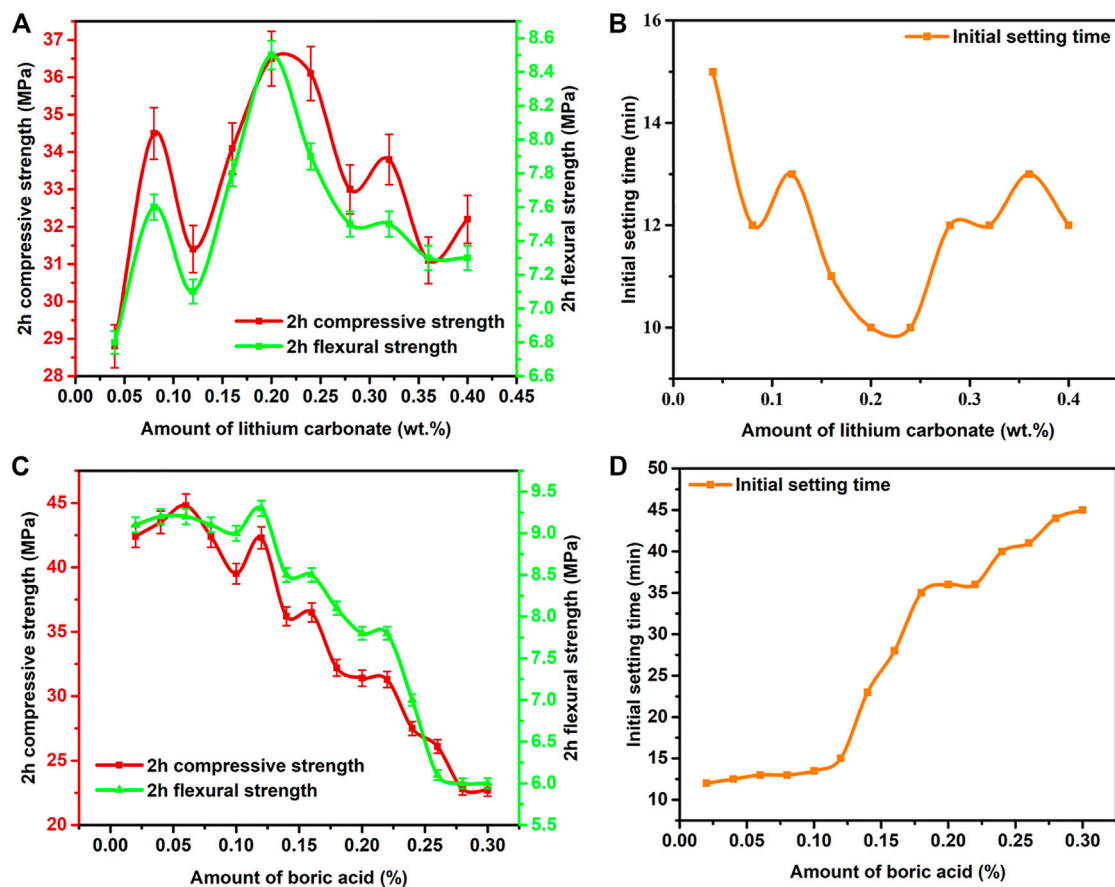 A
2h compressive strength (MPa)
37
36
35
34
33
32
31
30
29
28
8.6
8.4
8.2
8.0
7.8
7.6
7.4
7.2
7.0
6.8
6.6
2h flexural strength (MPa)
2h compressive strength
2h flexural strength
0.00 0.05 0.10 0.15 0.20 0.25 0.30 0.35 0.40 0.45
Amount of lithium carbonate (wt.%)
B
Initial setting time (min)
16
14
12
10
Initial setting time
0.0 0.1 0.2 0.3 0.4
Amount of lithium carbonate (wt.%)
C
2h compressive strength (MPa)
45
40
35
30
25
20
9.5
9.0
8.5
8.0
7.5
7.0
6.5
6.0
5.5
2h flexural strength (MPa)
2h compressive strength
2h flexural strength
0.00 0.05 0.10 0.15 0.20 0.25 0.30
Amount of boric acid (%)
D
Initial setting time (min)
50
45
40
35
30
25
20
15
10
Initial setting time
0.00 0.05 0.10 0.15 0.20 0.25 0.30
Amount of boric acid (%)